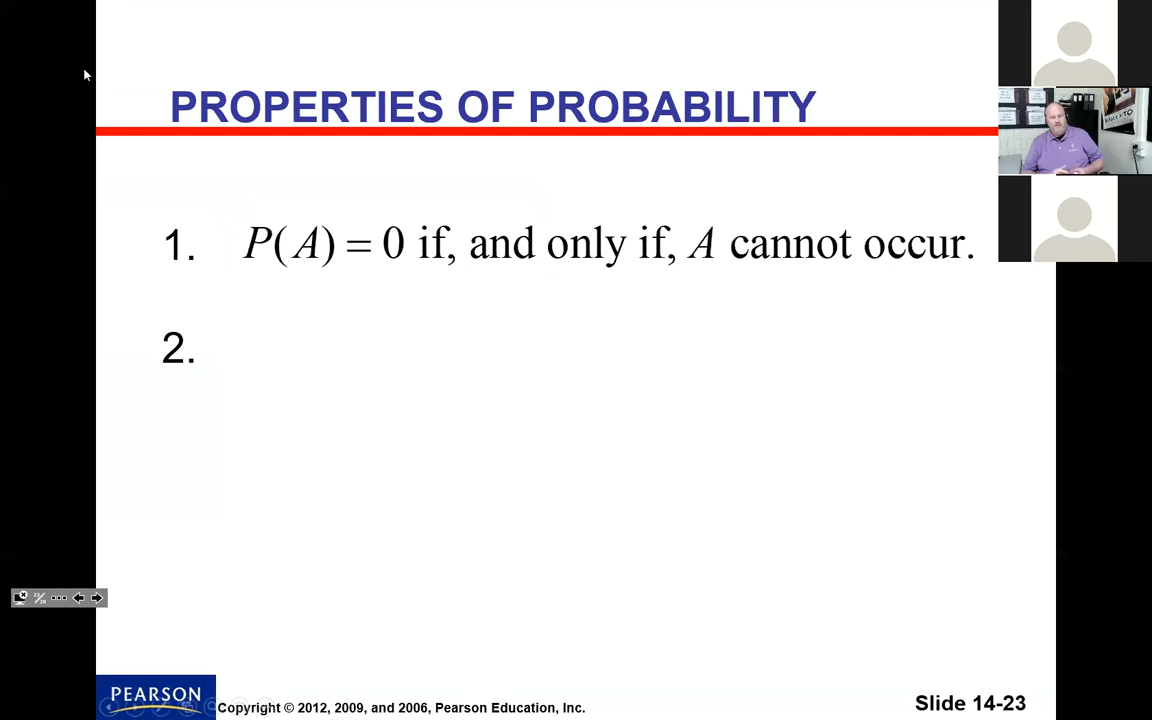 PROPERTIES OF PROBABILITY
1. P(A) = 0 if, and only if, A cannot occur.
2.
PEARSON
Copyright © 2012, 2009, and 2006, Pearson Education, Inc.
Slide 14-23